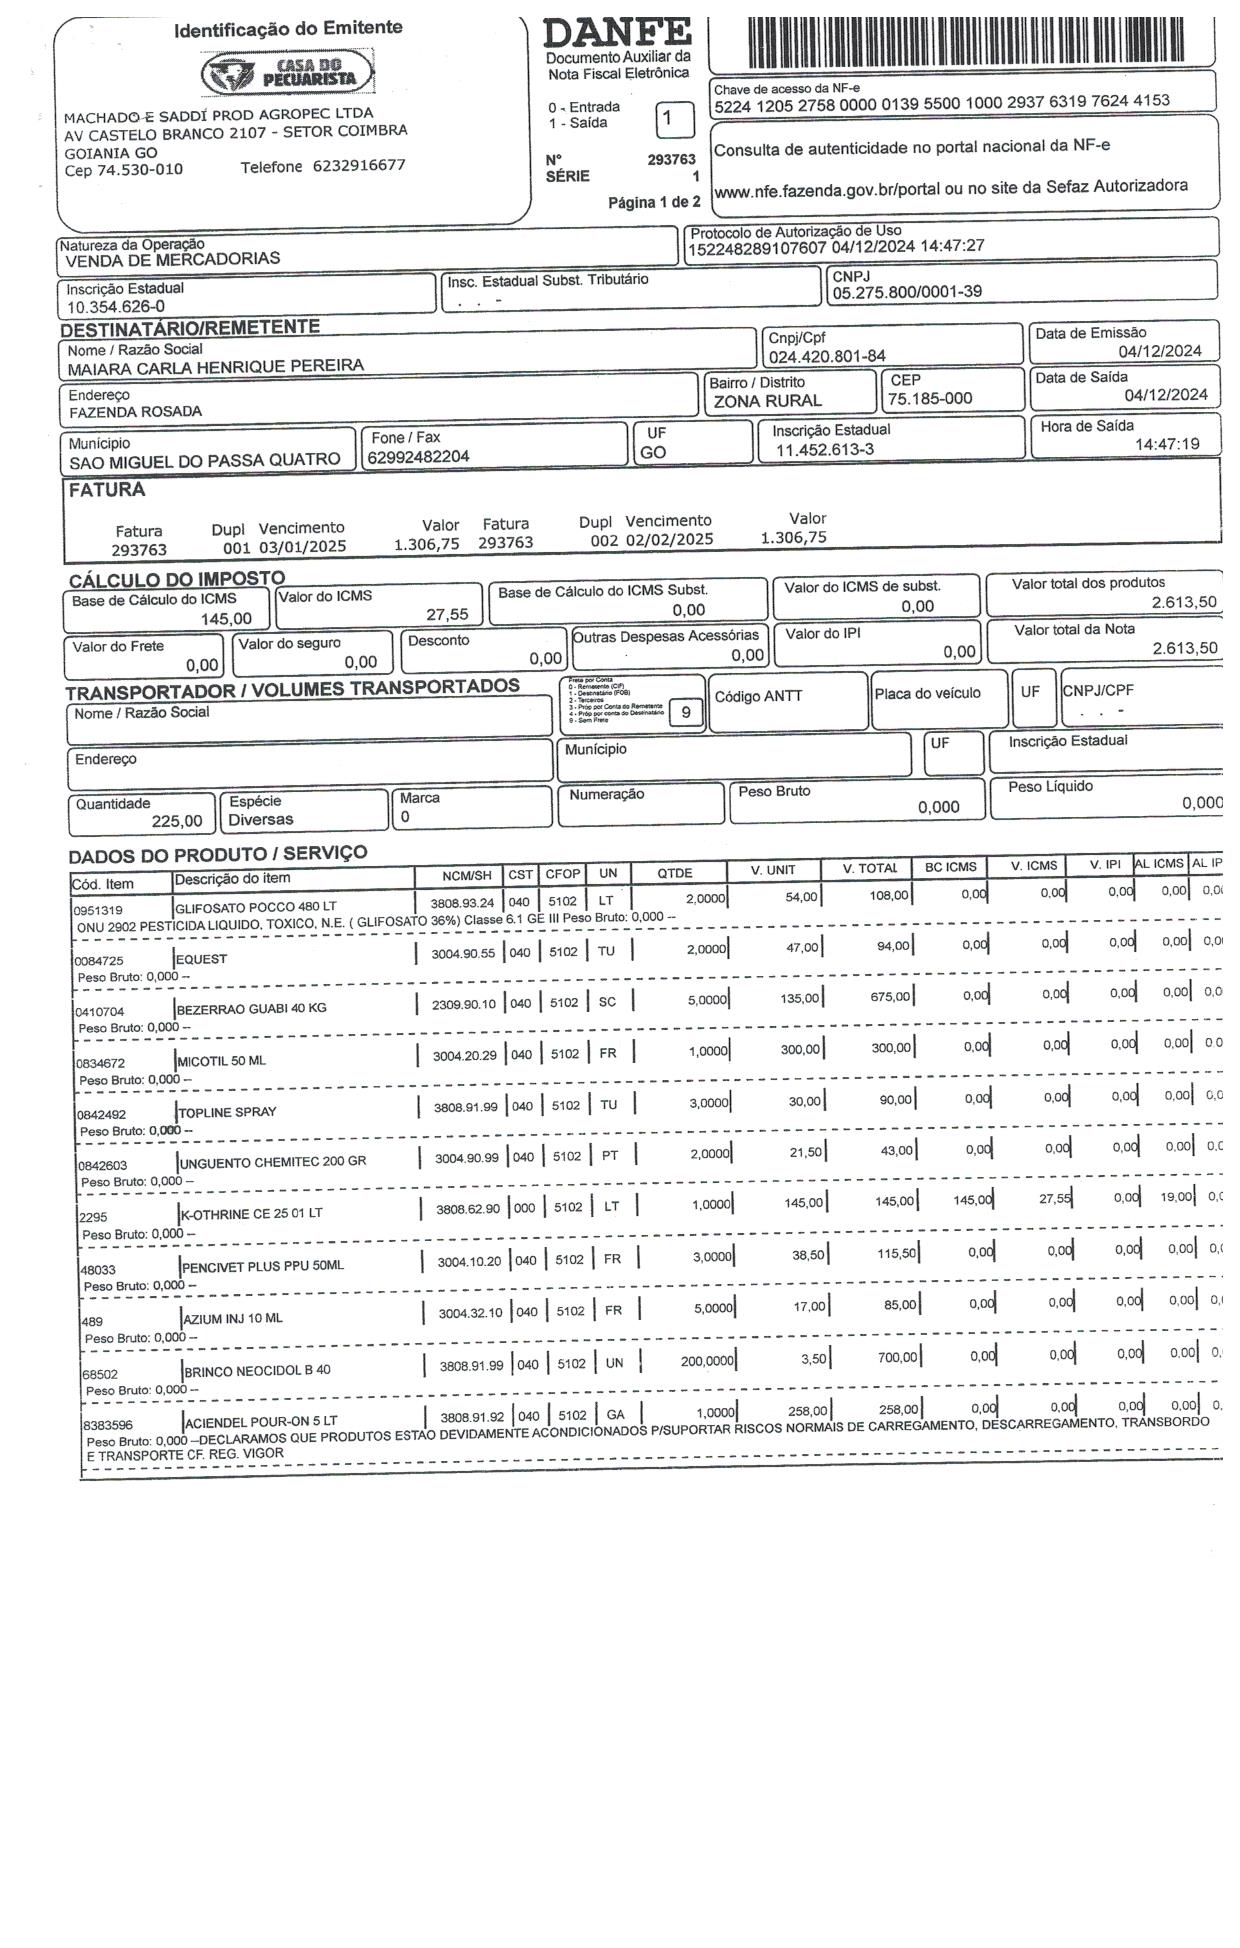 Identificação do Emitente
CASA DO
PECUARISTA
MACHADO E SADDI PROD AGROPEC LTDA
AV CASTELO BRANCO 2107 - SETOR COIMBRA
GOIANIA GO
Cep 74.530-010 Telefone 6232916677
DANFE
Documento Auxiliar da
Nota Fiscal Eletrônica
0 - Entrada
1 - Saída
1
N° 293763
SÉRIE 1
Página 1 de 2
Chave de acesso da NF-e
5224 1205 2758 0000 0139 5500 1000 2937 6319 7624 4153
Consulta de autenticidade no portal nacional da NF-e
www.nfe.fazenda.gov.br/portal ou no site da Sefaz Autorizadora
Natureza da Operação
VENDA DE MERCADORIAS
Protocolo de Autorização de Uso
152248289107607 04/12/2024 14:47:27
Inscrição Estadual
10.354.626-0
Insc. Estadual Subst. Tributário
. . -
CNPJ
05.275.800/0001-39
DESTINATÁRIO/REMETENTE
Nome / Razão Social
MAIARA CARLA HENRIQUE PEREIRA
Cnpj/Cpf
024.420.801-84
Data de Emissão
04/12/2024
Endereço
FAZENDA ROSADA
Bairro / Distrito
ZONA RURAL
CEP
75.185-000
Data de Saída
04/12/2024
Município
SAO MIGUEL DO PASSA QUATRO
Fone / Fax
62992482204
UF
GO
Inscrição Estadual
11.452.613-3
Hora de Saída
14:47:19
FATURA
Fatura Dupl Vencimento Valor Fatura Dupl Vencimento Valor
293763 001 03/01/2025 1.306,75 293763 002 02/02/2025 1.306,75
CÁLCULO DO IMPOSTO
Base de Cálculo do ICMS
145,00
Valor do ICMS
27,55
Base de Cálculo do ICMS Subst.
0,00
Valor do ICMS de subst.
0,00
Valor total dos produtos
2.613,50
Valor do Frete
0,00
Valor do seguro
0,00
Desconto
0,00
Outras Despesas Acessórias
0,00
Valor do IPI
0,00
Valor total da Nota
2.613,50
TRANSPORTADOR / VOLUMES TRANSPORTADOS
Nome / Razão Social
Frete por Conta
0 - Remetente (CIF)
1 - Destinatário (FOB)
2 - Terceiros
3 - Próp por Conta do Remetente
4 - Próp por conta do Destinatário
9 - Sem Frete
9
Código ANTT
Placa do veículo
UF
CNPJ/CPF
. . -
Endereço
Município
UF
Inscrição Estadual
Quantidade
225,00
Espécie
Diversas
Marca
0
Numeração
Peso Bruto
0,000
Peso Líquido
0,000
DADOS DO PRODUTO / SERVIÇO
Cód. Item Descrição do item NCM/SH CST CFOP UN QTDE V. UNIT V. TOTAL BC ICMS V. ICMS V. IPI AL ICMS AL IP
0951319 GLIFOSATO POCCO 480 LT 3808.93.24 040 5102 LT 2,0000 54,00 108,00 0,00 0,00 0,00 0,00 0,0
ONU 2902 PESTICIDA LIQUIDO, TOXICO, N.E. ( GLIFOSATO 36%) Classe 6.1 GE III Peso Bruto: 0,000 --
0084725 EQUEST 3004.90.55 040 5102 TU 2,0000 47,00 94,00 0,00 0,00 0,00 0,00 0,0
Peso Bruto: 0,000 --
0410704 BEZERRAO GUABI 40 KG 2309.90.10 040 5102 SC 5,0000 135,00 675,00 0,00 0,00 0,00 0,00 0,0
Peso Bruto: 0,000 --
0834672 MICOTIL 50 ML 3004.20.29 040 5102 FR 1,0000 300,00 300,00 0,00 0,00 0,00 0,00 0 0
Peso Bruto: 0,000 --
0842492 TOPLINE SPRAY 3808.91.99 040 5102 TU 3,0000 30,00 90,00 0,00 0,00 0,00 0,00 0,0
Peso Bruto: 0,000 --
0842603 UNGUENTO CHEMITEC 200 GR 3004.90.99 040 5102 PT 2,0000 21,50 43,00 0,00 0,00 0,00 0,00 0,0
Peso Bruto: 0,000 --
2295 K-OTHRINE CE 25 01 LT 3808.62.90 000 5102 LT 1,0000 145,00 145,00 145,00 27,55 0,00 19,00 0,0
Peso Bruto: 0,000 --
48033 PENCIVET PLUS PPU 50ML 3004.10.20 040 5102 FR 3,0000 38,50 115,50 0,00 0,00 0,00 0,00 0,
Peso Bruto: 0,000 --
489 AZIUM INJ 10 ML 3004.32.10 040 5102 FR 5,0000 17,00 85,00 0,00 0,00 0,00 0,00 0,
Peso Bruto: 0,000 --
68502 BRINCO NEOCIDOL B 40 3808.91.99 040 5102 UN 200,0000 3,50 700,00 0,00 0,00 0,00 0,00 0,
Peso Bruto: 0,000 --
8383596 ACIENDEL POUR-ON 5 LT 3808.91.92 040 5102 GA 1,0000 258,00 258,00 0,00 0,00 0,00 0,00 0,
Peso Bruto: 0,000 --DECLARAMOS QUE PRODUTOS ESTAO DEVIDAMENTE ACONDICIONADOS P/SUPORTAR RISCOS NORMAIS DE CARREGAMENTO, DESCARREGAMENTO, TRANSBORDO
E TRANSPORTE CF. REG. VIGOR